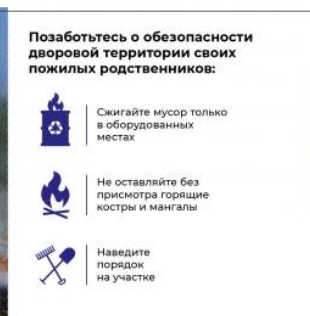 Позаботьтесь о обезопасности
дворовой территории своих
пожилых родственников:
Сжигайте мусор только
в оборудованных
местах
Не оставляйте без
присмотра горящие
костры и мангалы
Наведите
порядок
на участке